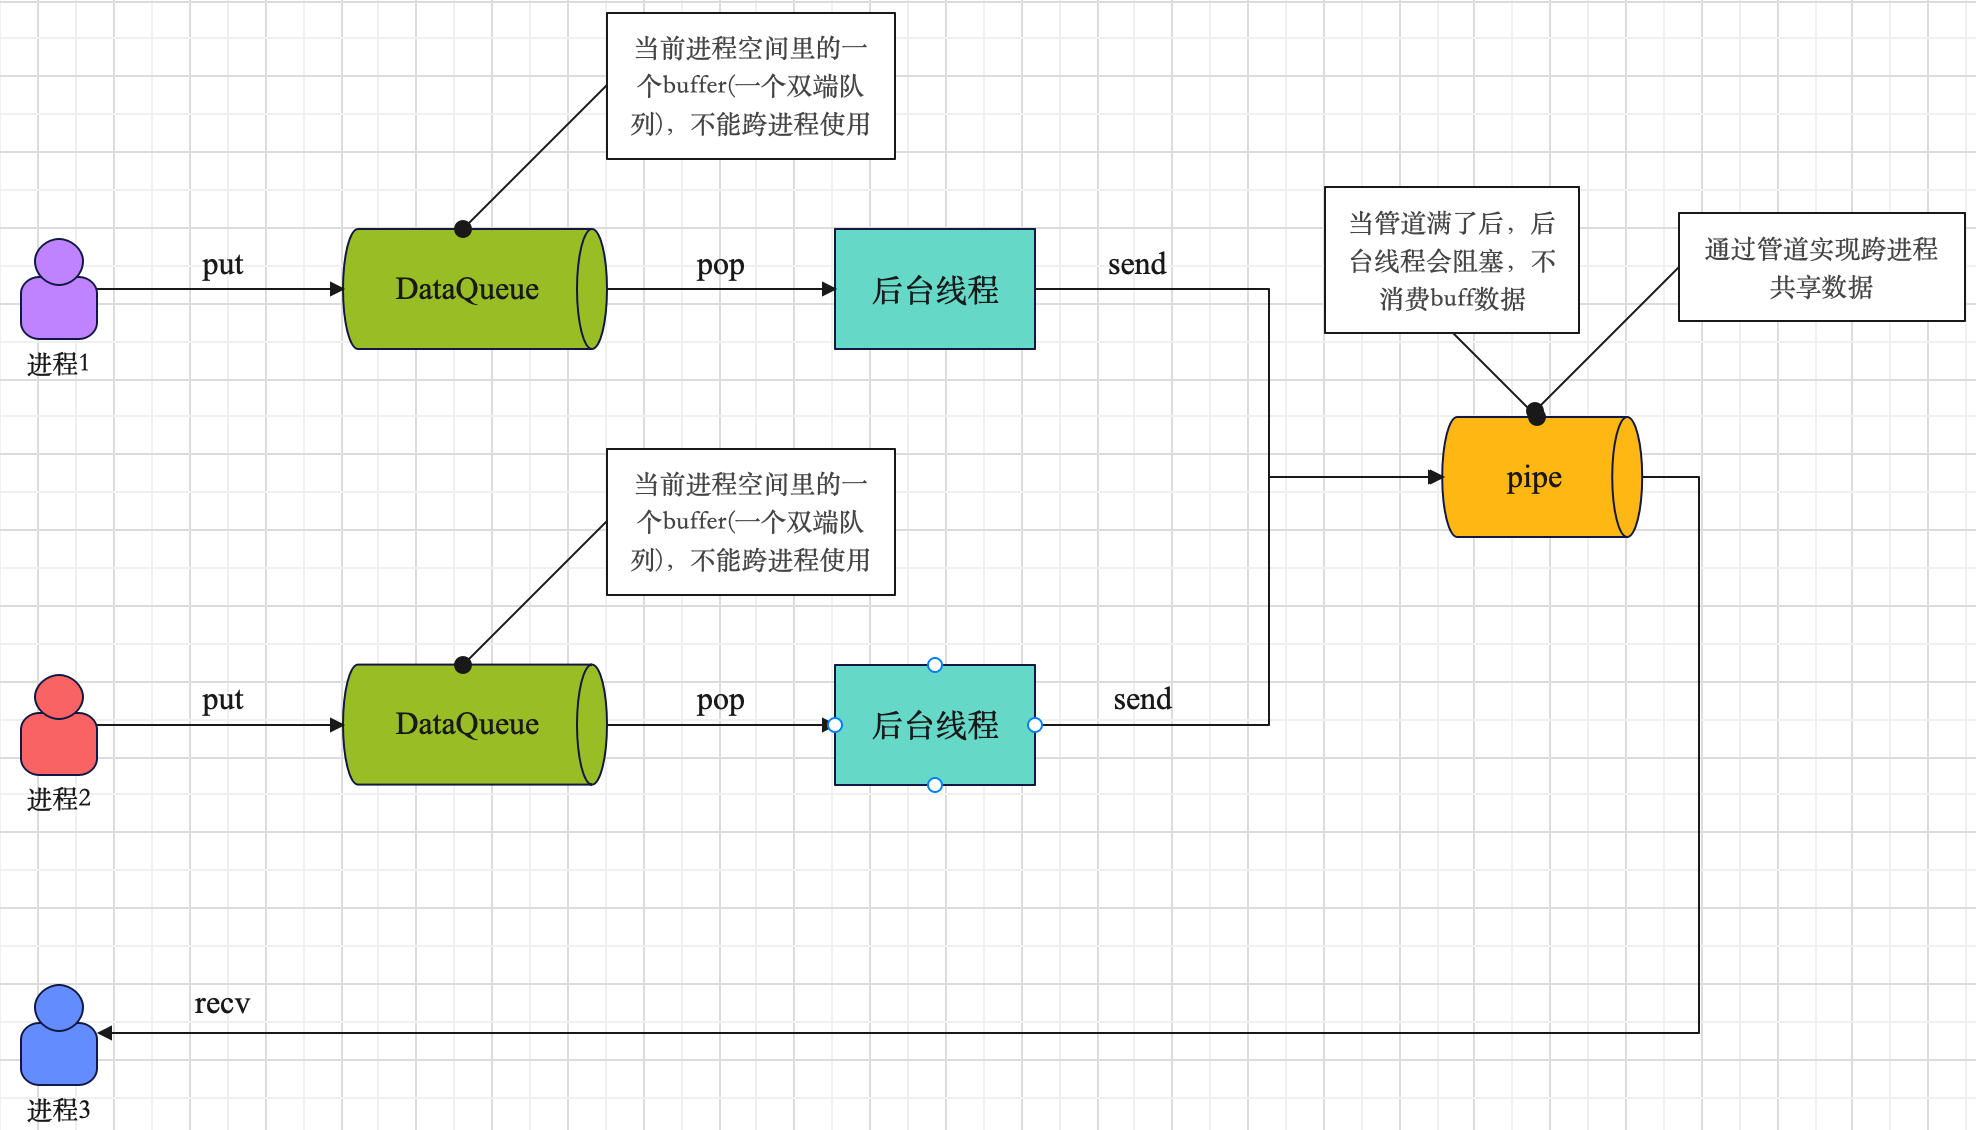 当前进程空间里的一
个buffer(一个双端队
列)，不能跨进程使用
当管道满了后，后
台线程会阻塞，不
消费buff数据
通过管道实现跨进程
共享数据
put
DataQueue
pop
后台线程
send
进程1
当前进程空间里的一
个buffer(一个双端队
列)，不能跨进程使用
pipe
put
DataQueue
pop
后台线程
send
进程2
recv
进程3